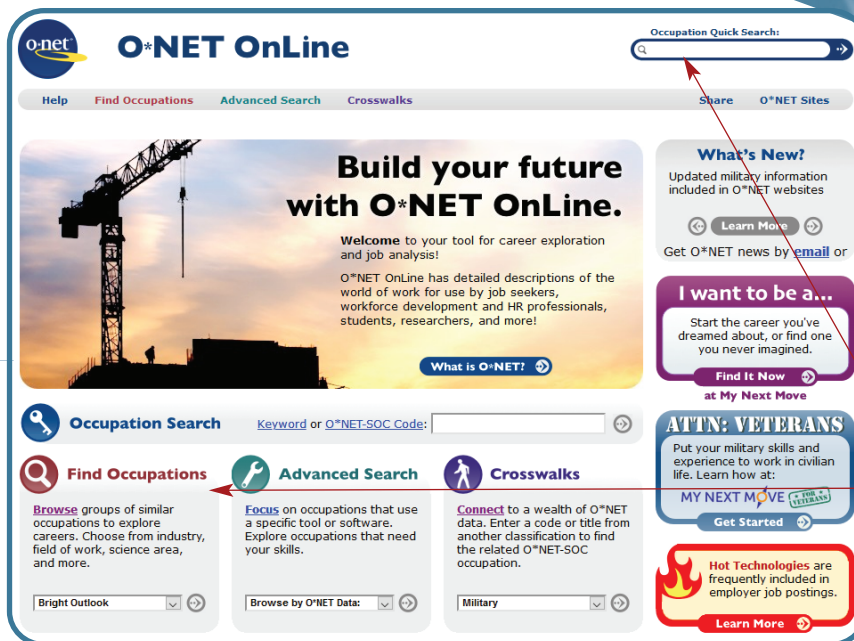 Occupation Quick Search:
o·net
O*NET OnLine
Help Find Occupations Advanced Search Crosswalks Share O*NET Sites
Build your future
with O*NET OnLine.
Welcome to your tool for career exploration
and job analysis!
O*NET OnLine has detailed descriptions of the
world of work for use by job seekers,
workforce development and HR professionals,
students, researchers, and more!
What is O*NET?
What's New?
Updated military information
included in O*NET websites
Learn More
Get O*NET news by email or
I want to be a...
Start the career you've
dreamed about, or find one
you never imagined.
Find It Now
at My Next Move
Occupation Search Keyword or O*NET-SOC Code:
ATTN: VETERANS
Put your military skills and
experience to work in civilian
life. Learn how at:
MY NEXT MOVE FOR VETERANS
Get Started
Find Occupations
Browse groups of similar
occupations to explore
careers. Choose from industry,
field of work, science area,
and more.
Bright Outlook
Advanced Search
Focus on occupations that use
a specific tool or software.
Explore occupations that need
your skills.
Browse by O*NET Data:
Crosswalks
Connect to a wealth of O*NET
data. Enter a code or title from
another classification to find
the related O*NET-SOC
occupation.
Military
Hot Technologies are
frequently included in
employer job postings.
Learn More